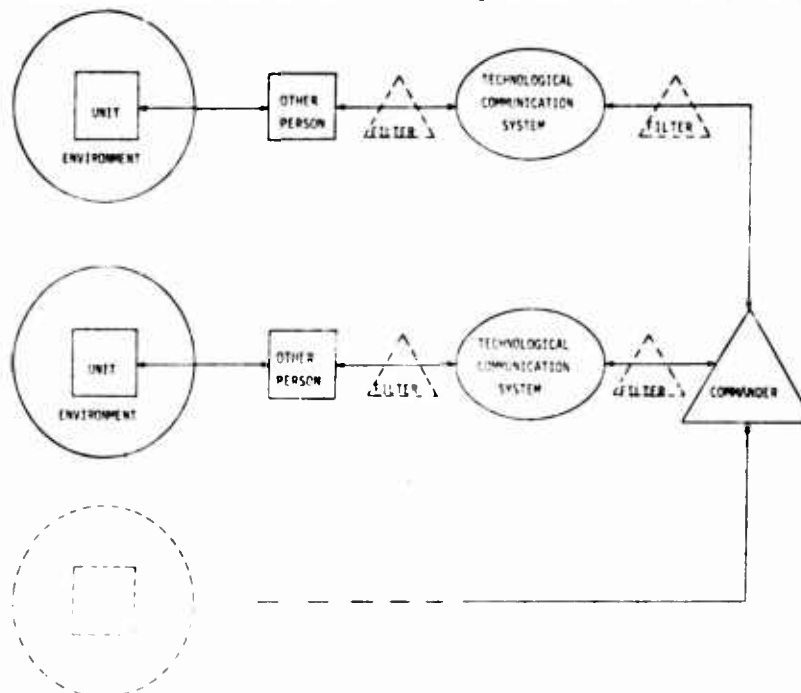 UNIT
ENVIRONMENT
OTHER
PERSON
FILTER
TECHNOLOGICAL
COMMUNICATION
SYSTEM
FILTER
UNIT
ENVIRONMENT
OTHER
PERSON
FILTER
TECHNOLOGICAL
COMMUNICATION
SYSTEM
FILTER
COMMANDER